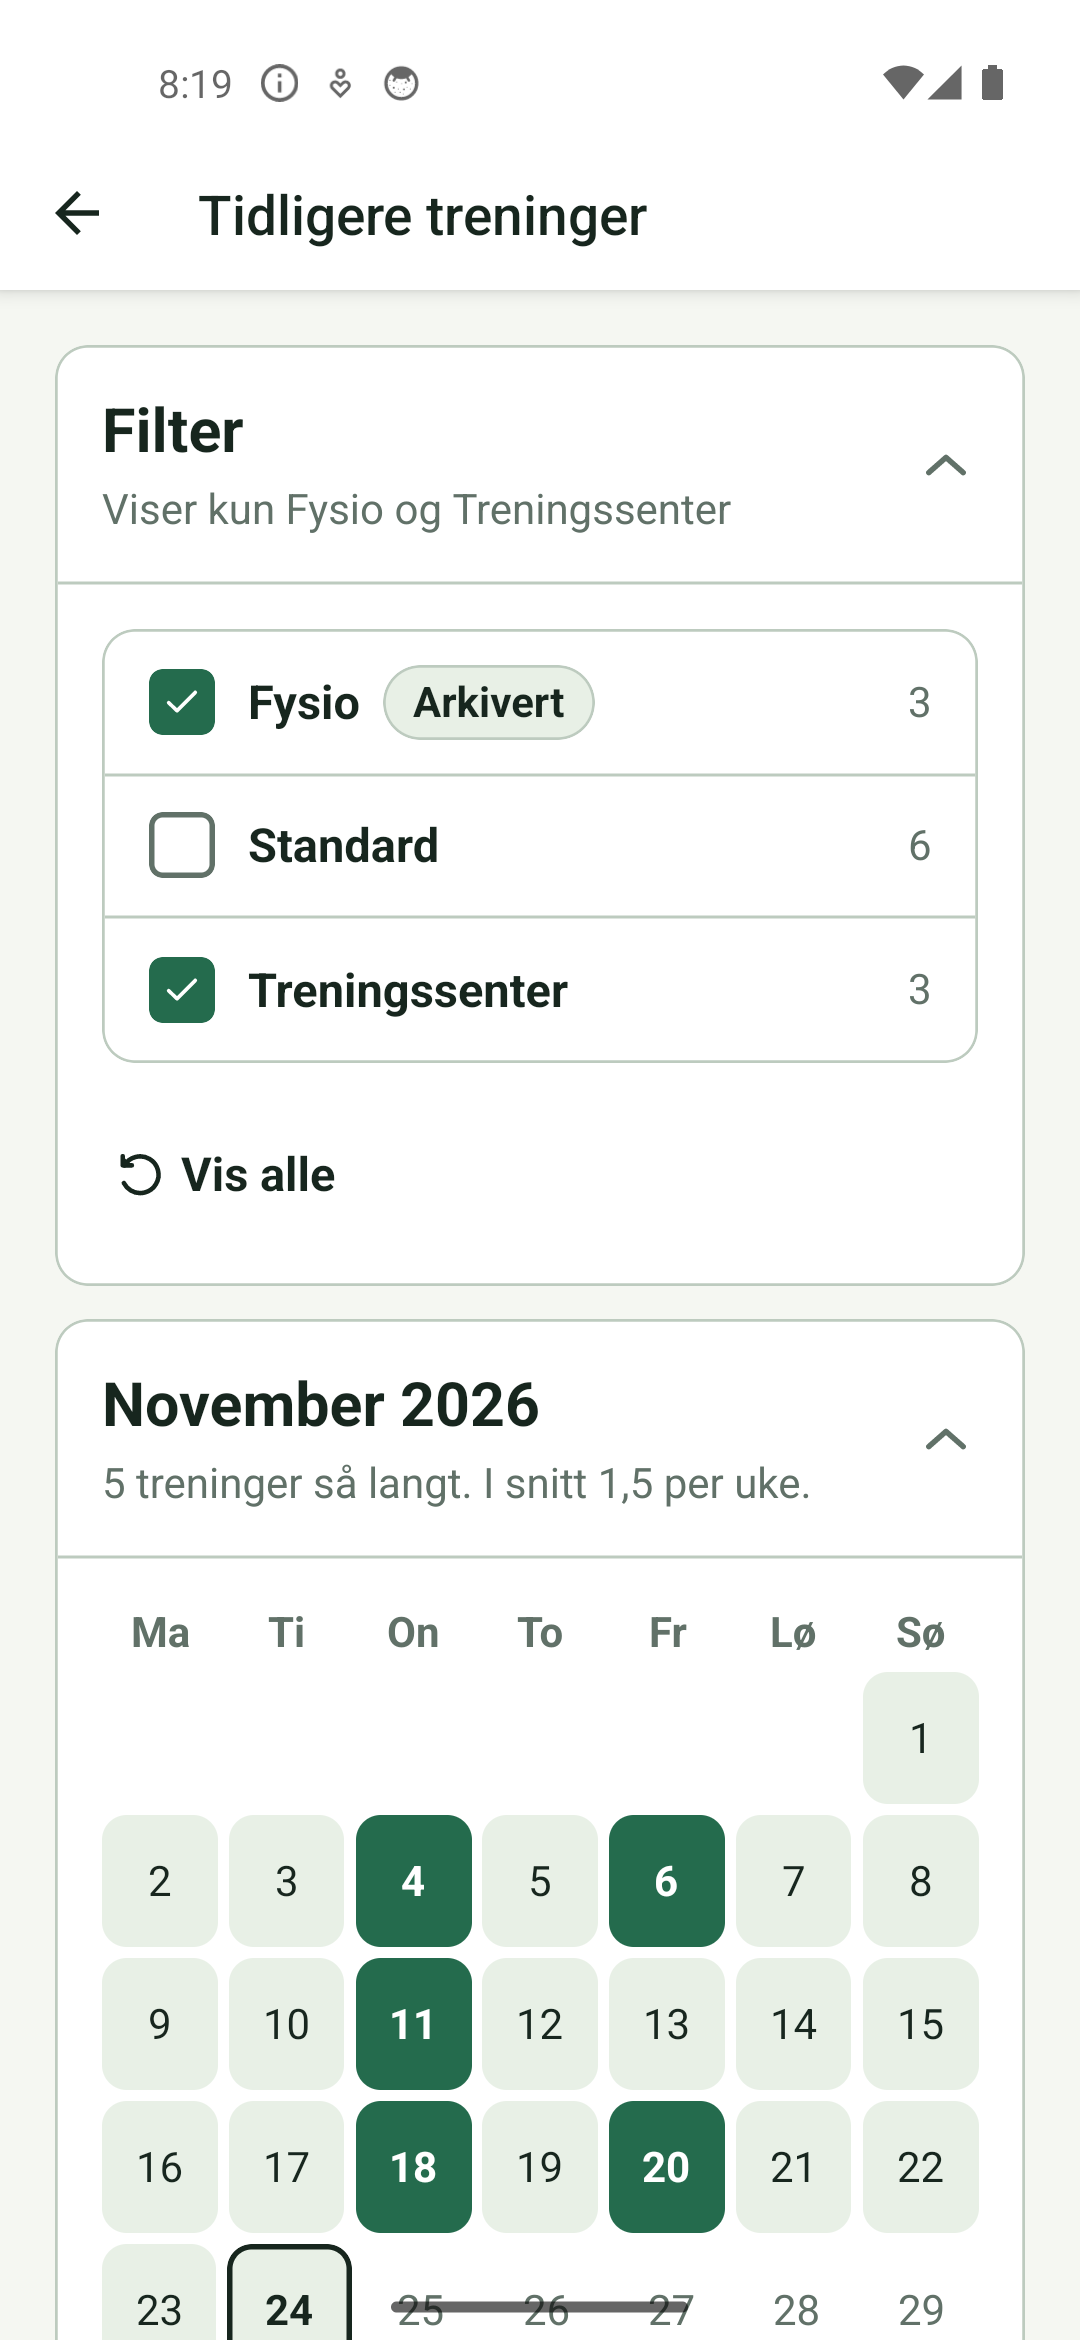 8:19
Tidligere treninger
Filter
Viser kun Fysio og Treningssenter
Fysio Arkivert 3
Standard 6
Treningssenter 3
Vis alle
November 2026
5 treninger så langt. I snitt 1,5 per uke.
Ma Ti On To Fr Lø Sø
1
2 3 4 5 6 7 8
9 10 11 12 13 14 15
16 17 18 19 20 21 22
23 24 25 26 27 28 29